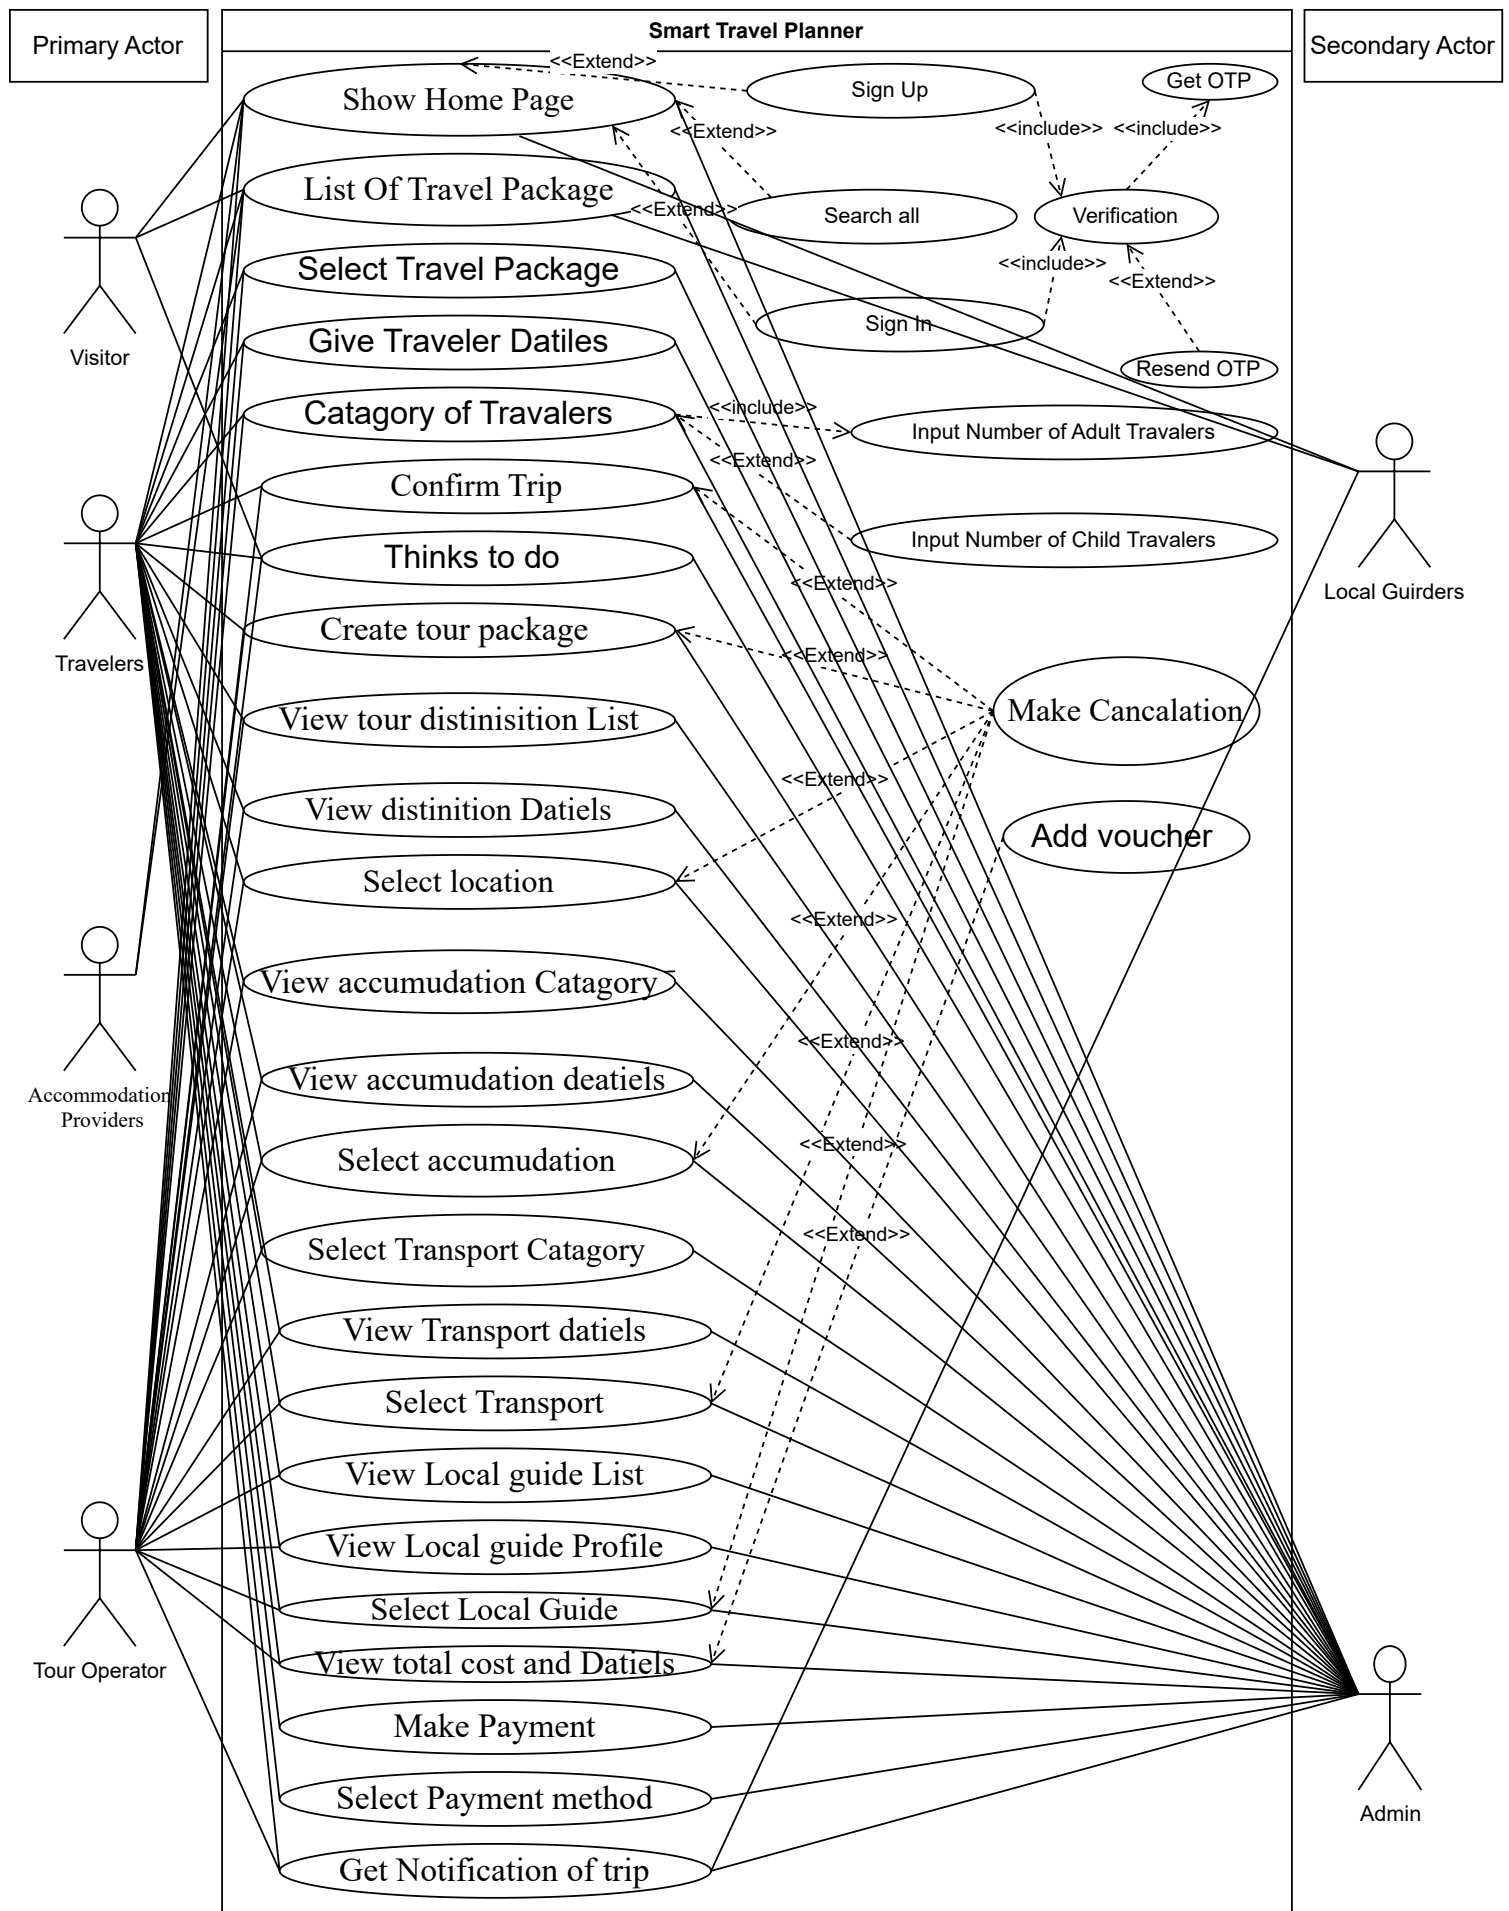 Primary Actor
Smart Travel Planner
Secondary Actor
<<Extend>>
Show Home Page
Sign Up
Get OTP
<<Extend>>
<<include>>
<<include>>
List Of Travel Package
<<Extend>>
Search all
Verification
Select Travel Package
<<include>>
<<Extend>>
Give Traveler Datiles
Sign In
Visitor
Resend OTP
Catagory of Travalers
<<include>>
Input Number of Adult Travalers
<<Extend>>
Confirm Trip
Input Number of Child Travalers
Thinks to do
<<Extend>>
Local Guirders
Create tour package
<<Extend>>
Travelers
View tour distinisition List
Make Cancalation
<<Extend>>
View distinition Datiels
Add voucher
Select location
<<Extend>>
View accumudation Catagory
<<Extend>>
View accumudation deatiels
Accommodation
Providers
<<Extend>>
Select accumudation
<<Extend>>
Select Transport Catagory
View Transport datiels
Select Transport
View Local guide List
View Local guide Profile
Select Local Guide
View total cost and Datiels
Tour Operator
Make Payment
Select Payment method
Admin
Get Notification of trip